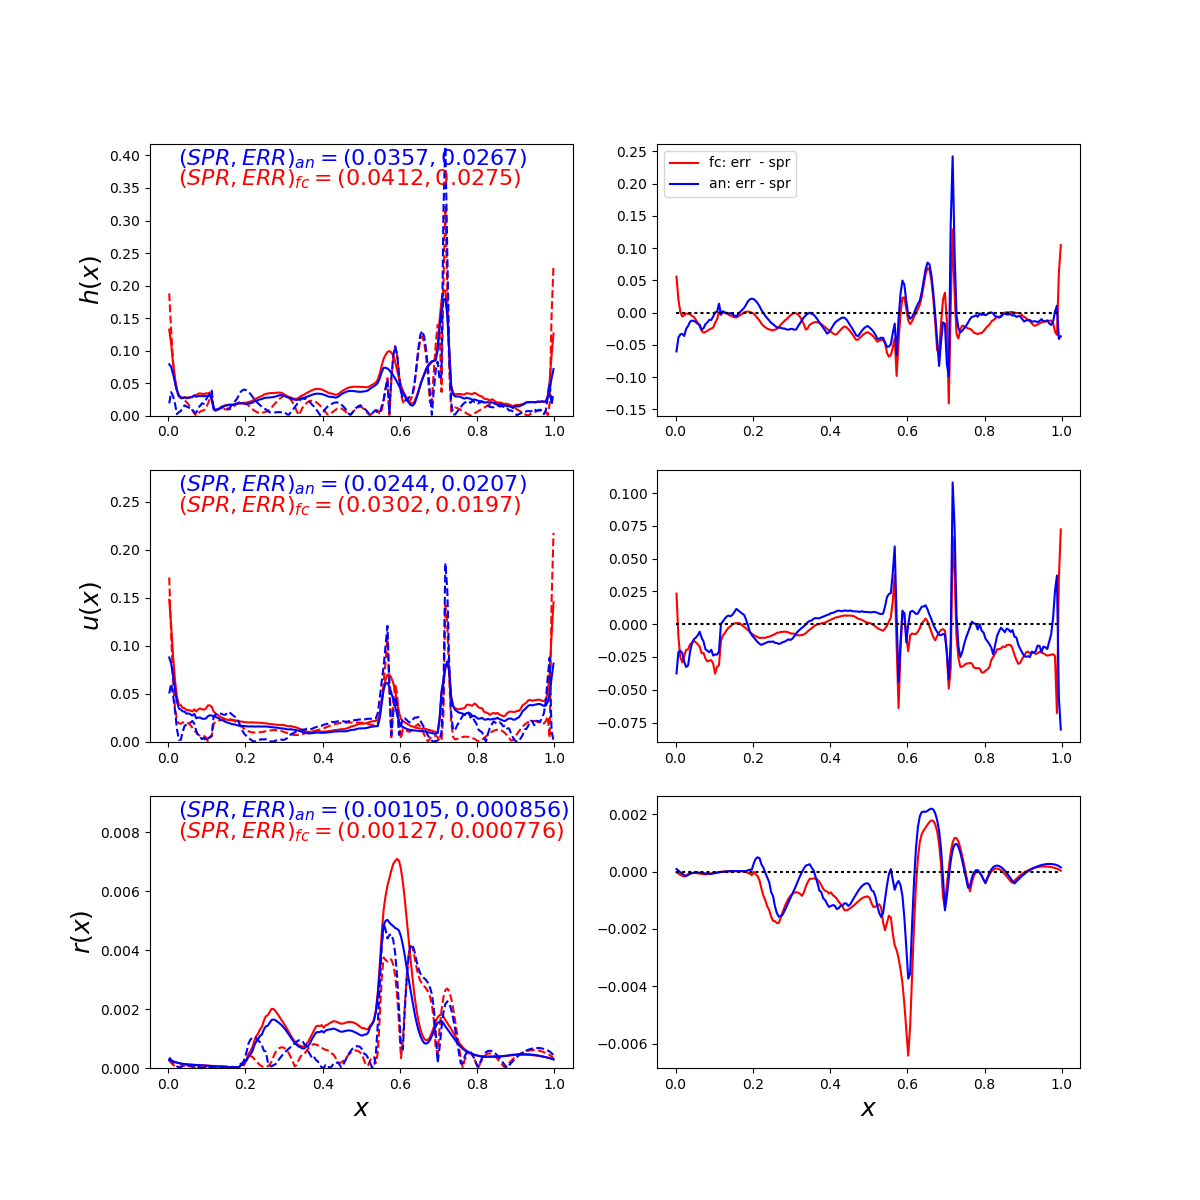 (SPR, ERR)an = (0.0357, 0.0267)
(SPR, ERR)fc = (0.0412, 0.0275)
h(x)
0.40
0.35
0.30
0.25
0.20
0.15
0.10
0.05
0.00
0.0 0.2 0.4 0.6 0.8 1.0
fc: err - spr
an: err - spr
0.25
0.20
0.15
0.10
0.05
0.00
−0.05
−0.10
−0.15
0.0 0.2 0.4 0.6 0.8 1.0
(SPR, ERR)an = (0.0244, 0.0207)
(SPR, ERR)fc = (0.0302, 0.0197)
u(x)
0.25
0.20
0.15
0.10
0.05
0.00
0.0 0.2 0.4 0.6 0.8 1.0
0.100
0.075
0.050
0.025
0.000
−0.025
−0.050
−0.075
0.0 0.2 0.4 0.6 0.8 1.0
(SPR, ERR)an = (0.00105, 0.000856)
(SPR, ERR)fc = (0.00127, 0.000776)
r(x)
0.008
0.006
0.004
0.002
0.000
0.0 0.2 0.4 0.6 0.8 1.0
x
0.002
0.000
−0.002
−0.004
−0.006
0.0 0.2 0.4 0.6 0.8 1.0
x